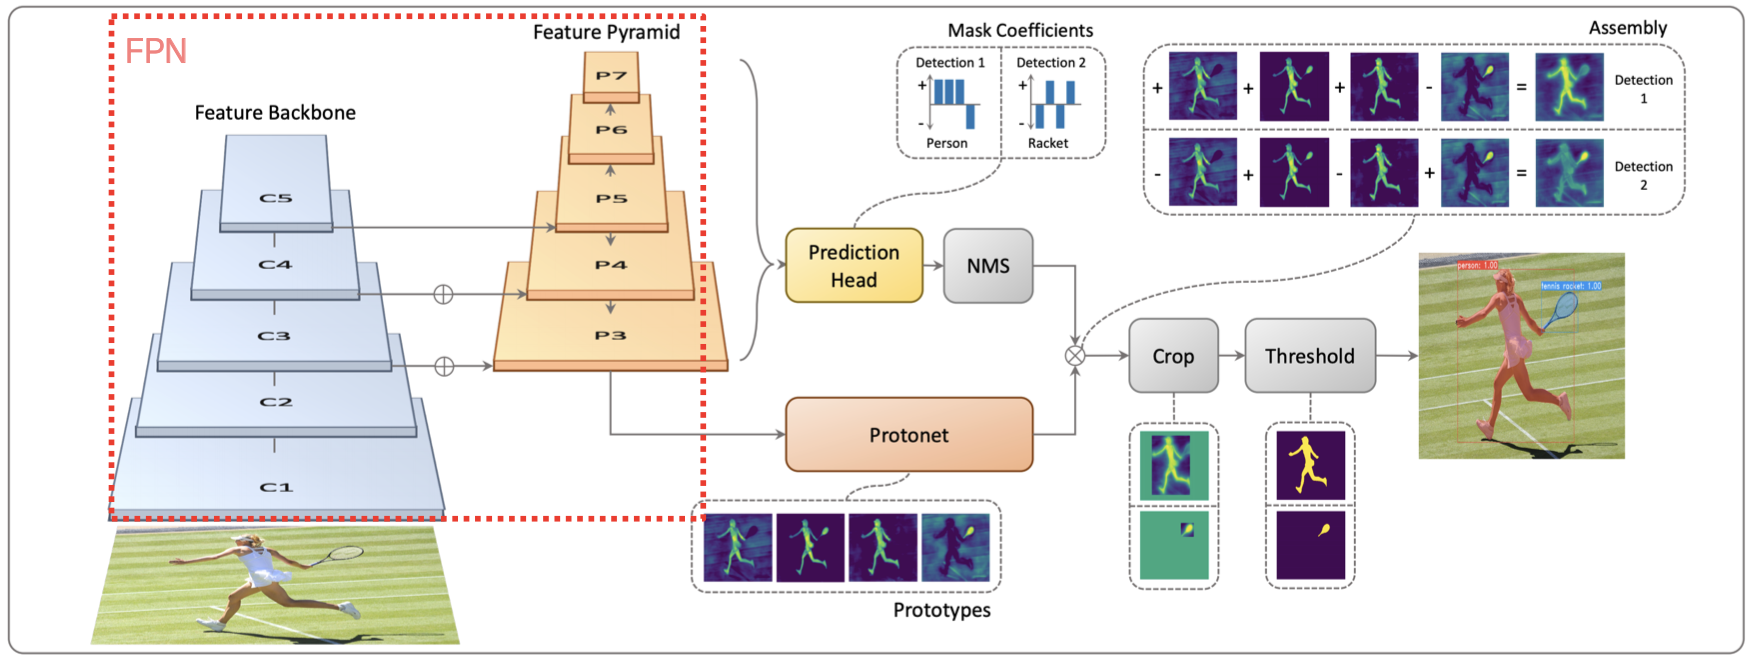 FPN
Feature Pyramid
Feature Backbone
P7
P6
P5
P4
P3
C5
C4
C3
C2
C1
Mask Coefficients
Detection 1
+
-
Person
Detection 2
+
-
Racket
Assembly
+ + + - = Detection
1
- + - + = Detection
2
Prediction
Head
NMS
Protonet
Prototypes
Crop
Threshold
person: 1.00
tennis racket: 1.00